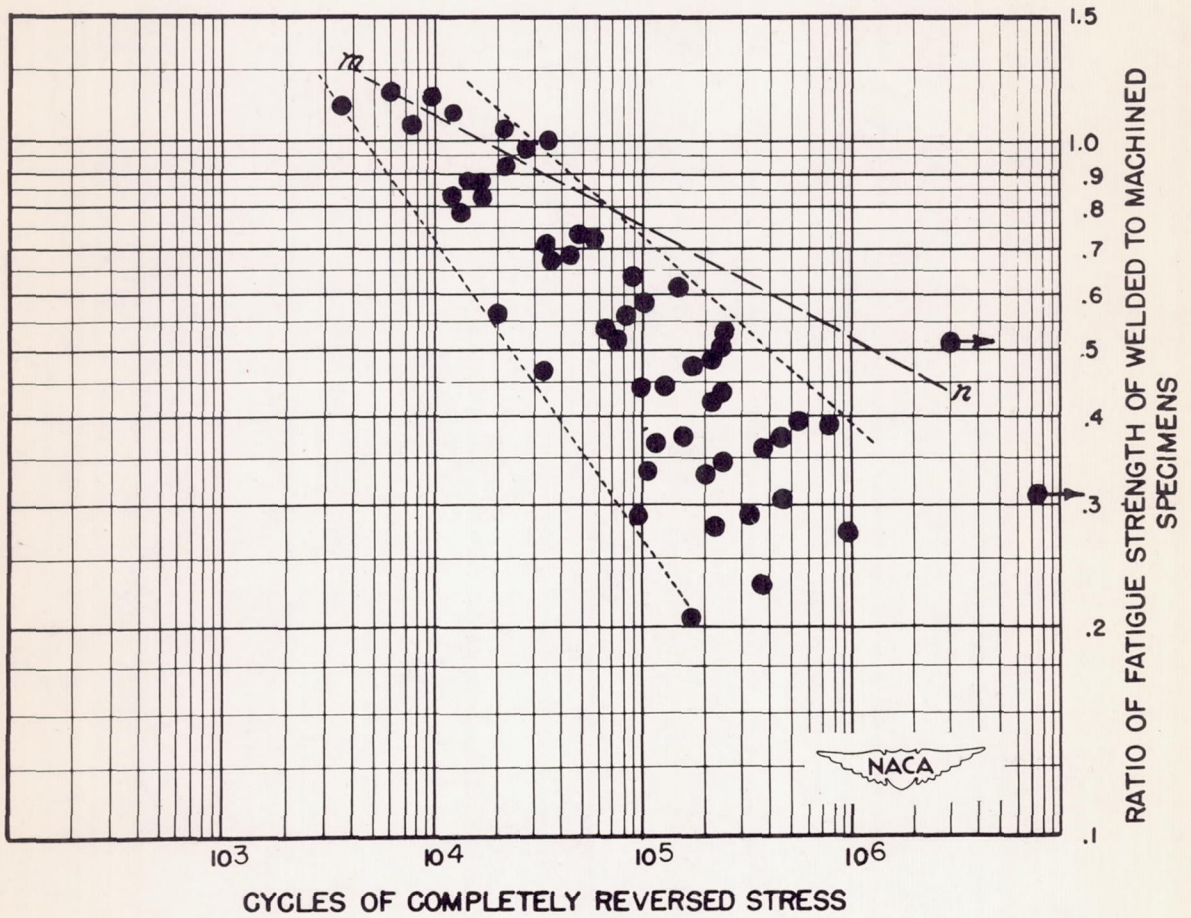 1.5
m
1.0
.9
.8
.7
.6
.5
n
.4
.3
.2
NACA
.1
10³ 10⁴ 10⁵ 10⁶
CYCLES OF COMPLETELY REVERSED STRESS
RATIO OF FATIGUE STRENGTH OF WELDED TO MACHINED
SPECIMENS